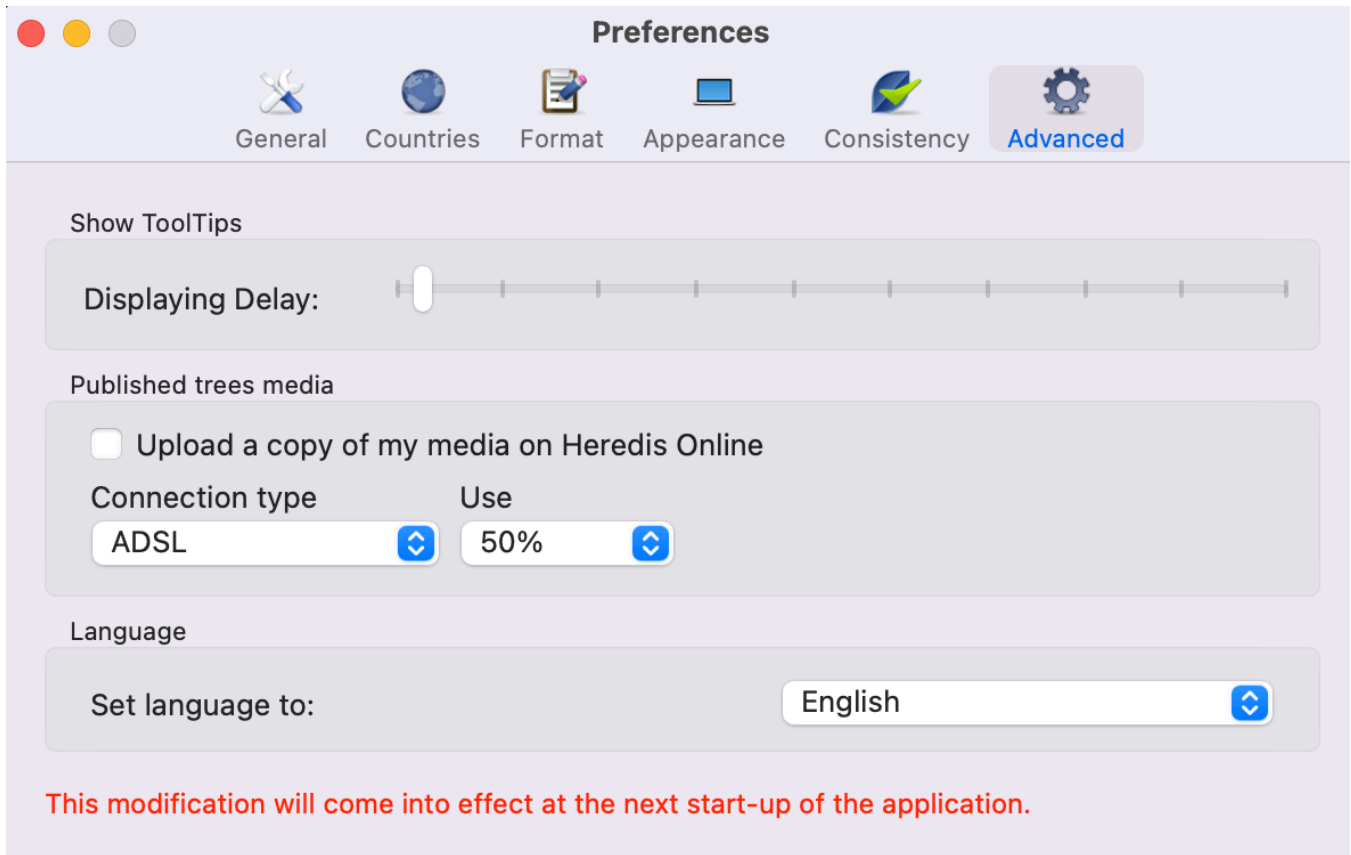 Preferences
General Countries Format Appearance Consistency Advanced
Show ToolTips
Displaying Delay:
Published trees media
Upload a copy of my media on Heredis Online
Connection type Use
ADSL 50%
Language
Set language to: English
This modification will come into effect at the next start-up of the application.